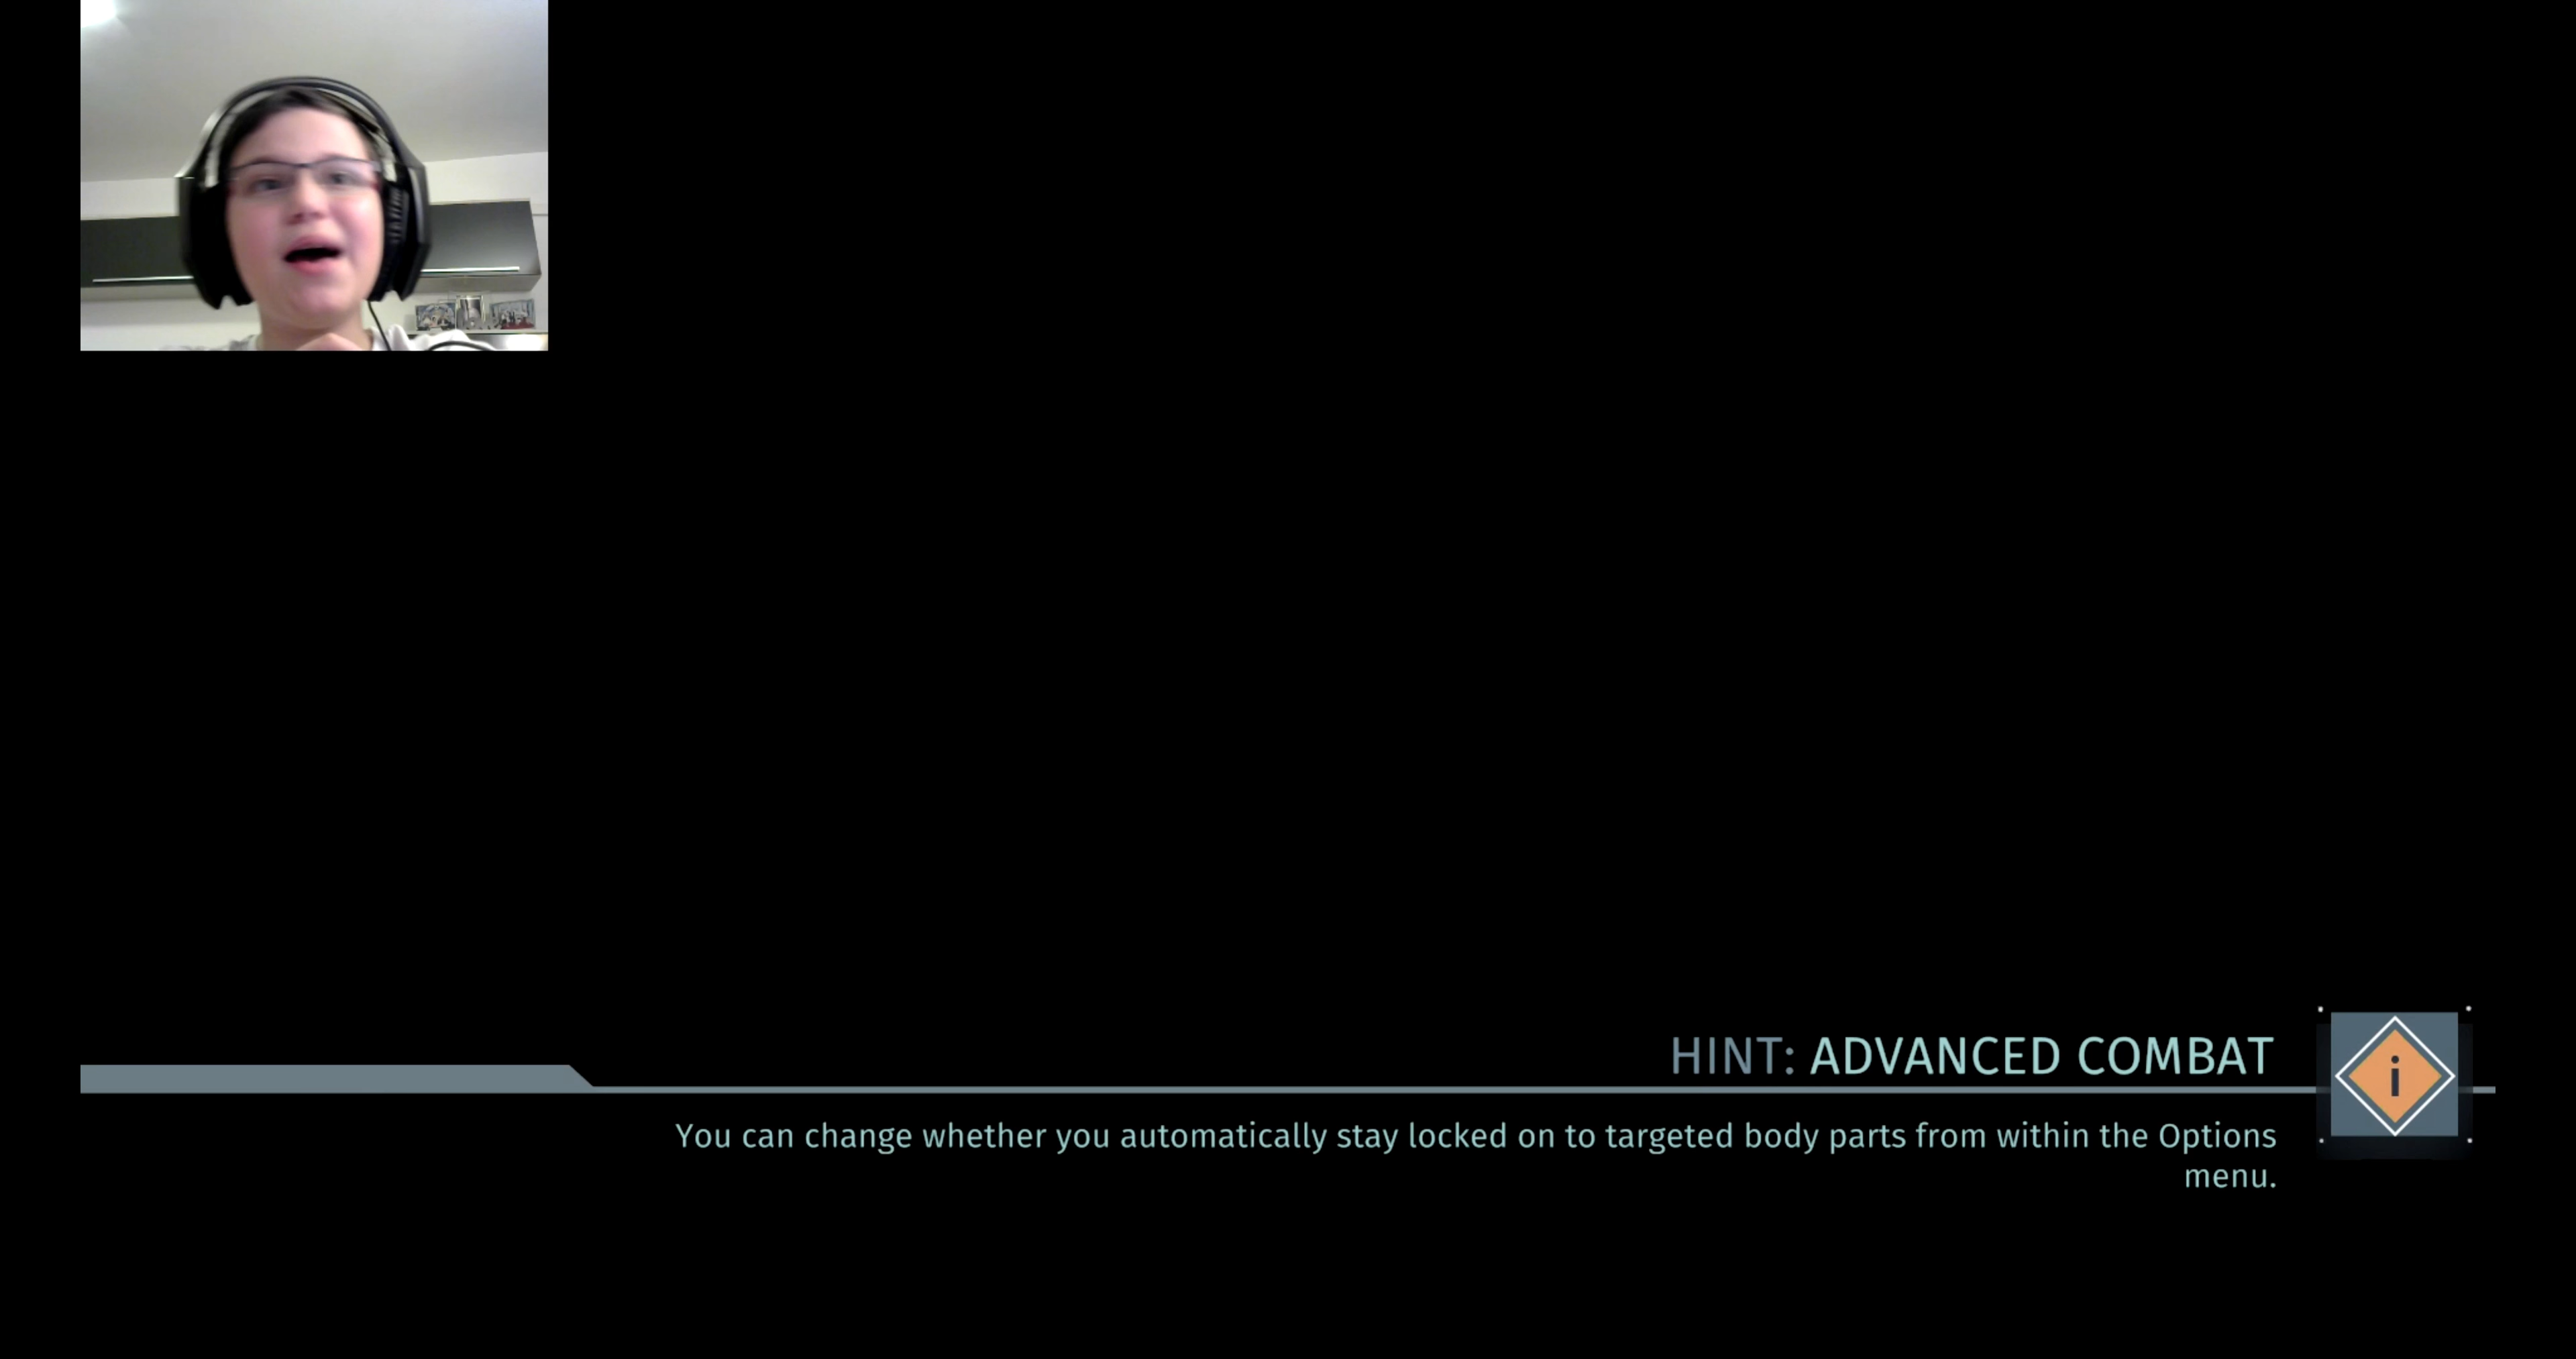 HINT: ADVANCED COMBAT
You can change whether you automatically stay locked on to targeted body parts from within the Options
menu.